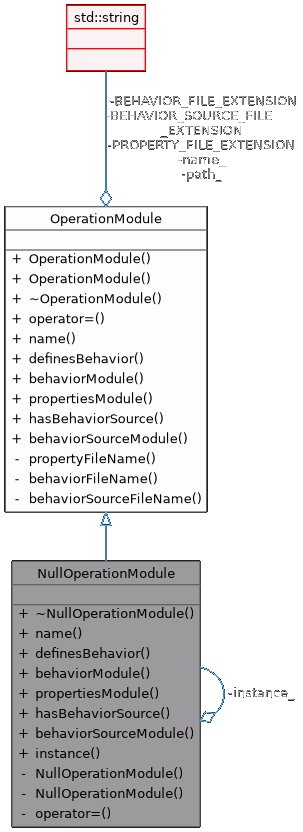 std::string
-BEHAVIOR_FILE_EXTENSION
-BEHAVIOR_SOURCE_FILE
_EXTENSION
-PROPERTY_FILE_EXTENSION
-name_
-path_
OperationModule
+ OperationModule()
+ OperationModule()
+ ~OperationModule()
+ operator=()
+ name()
+ definesBehavior()
+ behaviorModule()
+ propertiesModule()
+ hasBehaviorSource()
+ behaviorSourceModule()
- propertyFileName()
- behaviorFileName()
- behaviorSourceFileName()
NullOperationModule
+ ~NullOperationModule()
+ name()
+ definesBehavior()
+ behaviorModule()
+ propertiesModule()
+ hasBehaviorSource()
+ behaviorSourceModule()
+ instance()
- NullOperationModule()
- NullOperationModule()
- operator=()
-instance_